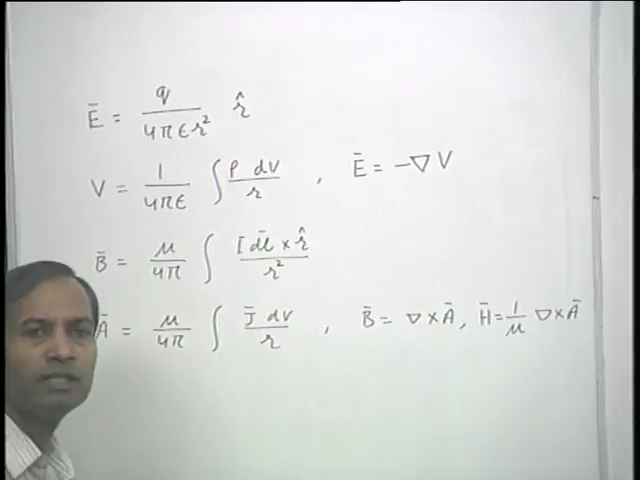 Ē = q / 4πϵr² r̂
V = 1 / 4πϵ ∫ ρ dV / r , Ē = −∇V
B̄ = μ / 4π ∫ I dl̄ × r̂ / r²
Ā = μ / 4π ∫ J̄ dV / r , B̄ = ∇×Ā, H̄ = 1/μ ∇×Ā